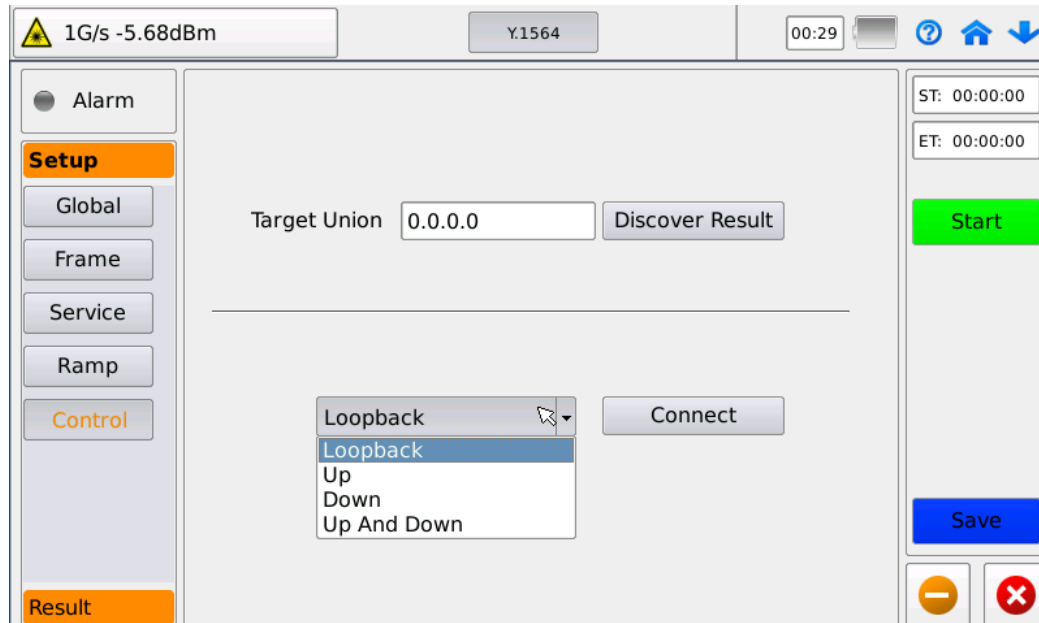 1G/s -5.68dBm
Y.1564
00:29
Alarm
ST: 00:00:00
ET: 00:00:00
Setup
Global
Frame
Service
Ramp
Control
Target Union 0.0.0.0 Discover Result
Loopback
Connect
Loopback
Up
Down
Up And Down
Start
Save
Result